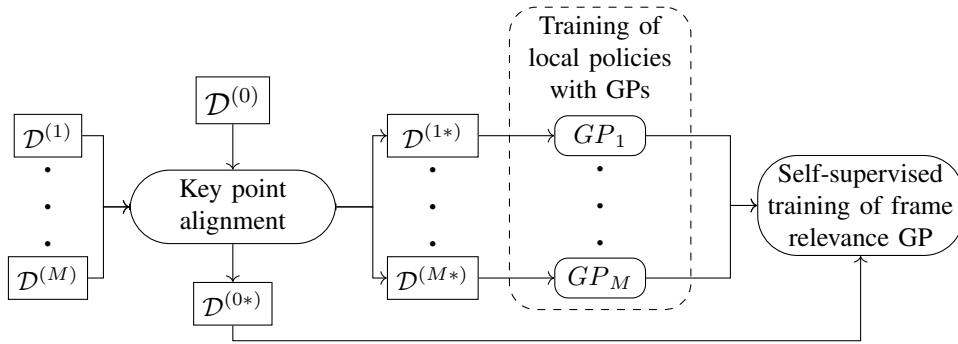 Training of
local policies
with GPs
𝒟^(0)
𝒟^(1)
𝒟^(1*)
GP_1
Key point
alignment
Self-supervised
training of frame
relevance GP
𝒟^(M)
𝒟^(M*)
GP_M
𝒟^(0*)